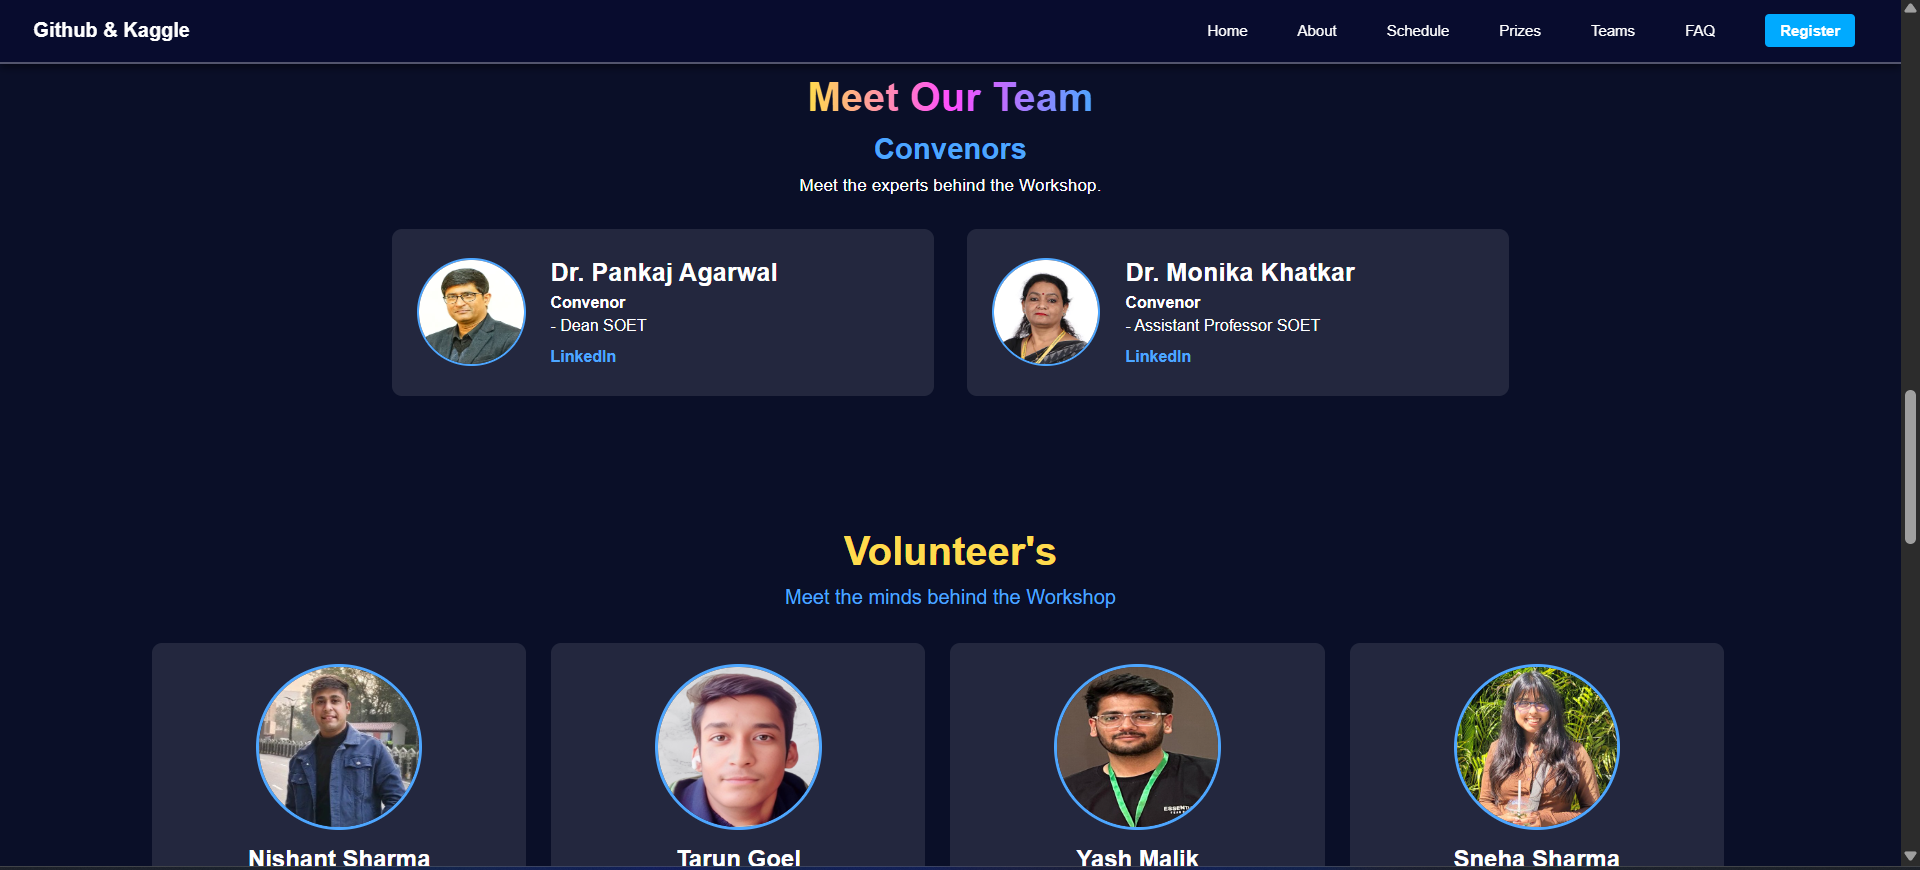 Github & Kaggle
Home
About
Schedule
Prizes
Teams
FAQ
Register
Meet Our Team
Convenors
Meet the experts behind the Workshop.
Dr. Pankaj Agarwal
Convenor
- Dean SOET
LinkedIn
Dr. Monika Khatkar
Convenor
- Assistant Professor SOET
LinkedIn
Volunteer's
Meet the minds behind the Workshop
Nishant Sharma
Tarun Goel
Yash Malik
Sneha Sharma